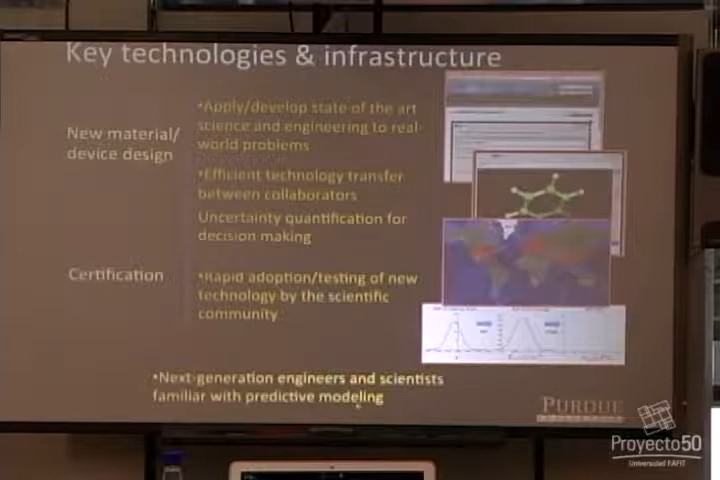 Key technologies & infrastructure
New material/
device design
•Apply/develop state of the art
science and engineering to real-
world problems
•Efficient technology transfer
between collaborators
Uncertainty quantification for
decision making
Certification
•Rapid adoption/testing of new
technology by the scientific
community
•Next-generation engineers and scientists
familiar with predictive modeling
PURDUE
Proyecto50
Universidad EAFIT